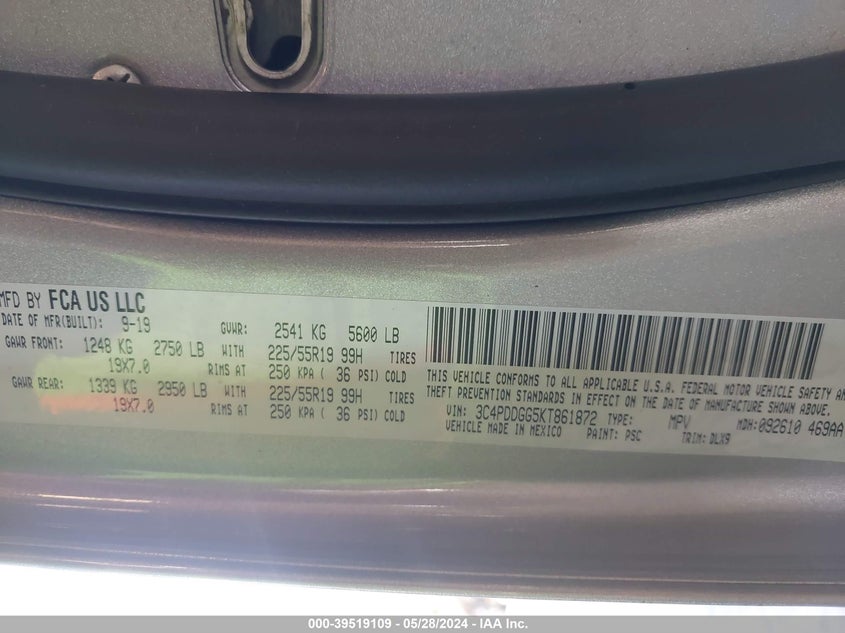 MFD BY FCA US LLC
DATE OF MFR(BUILT): 9-19 GVWR: 2541 KG 5600 LB
GAWR FRONT: 1248 KG 2750 LB WITH 225/55R19 99H TIRES
19X7.0 RIMS AT 250 KPA ( 36 PSI) COLD
GAWR REAR: 1339 KG 2950 LB WITH 225/55R19 99H TIRES
19X7.0 RIMS AT 250 KPA ( 36 PSI) COLD
THIS VEHICLE CONFORMS TO ALL APPLICABLE U.S.A. FEDERAL MOTOR VEHICLE SAFETY AN
THEFT PREVENTION STANDARDS IN EFFECT ON THE DATE OF MANUFACTURE SHOWN ABOVE.
VIN: 3C4PDDGG5KT861872 TYPE: MPV MDH:092610 469AA
VEHICLE MADE IN MEXICO PAINT: PSC TRIM: DLX9
000-39519109 - 05/28/2024 - IAA Inc.